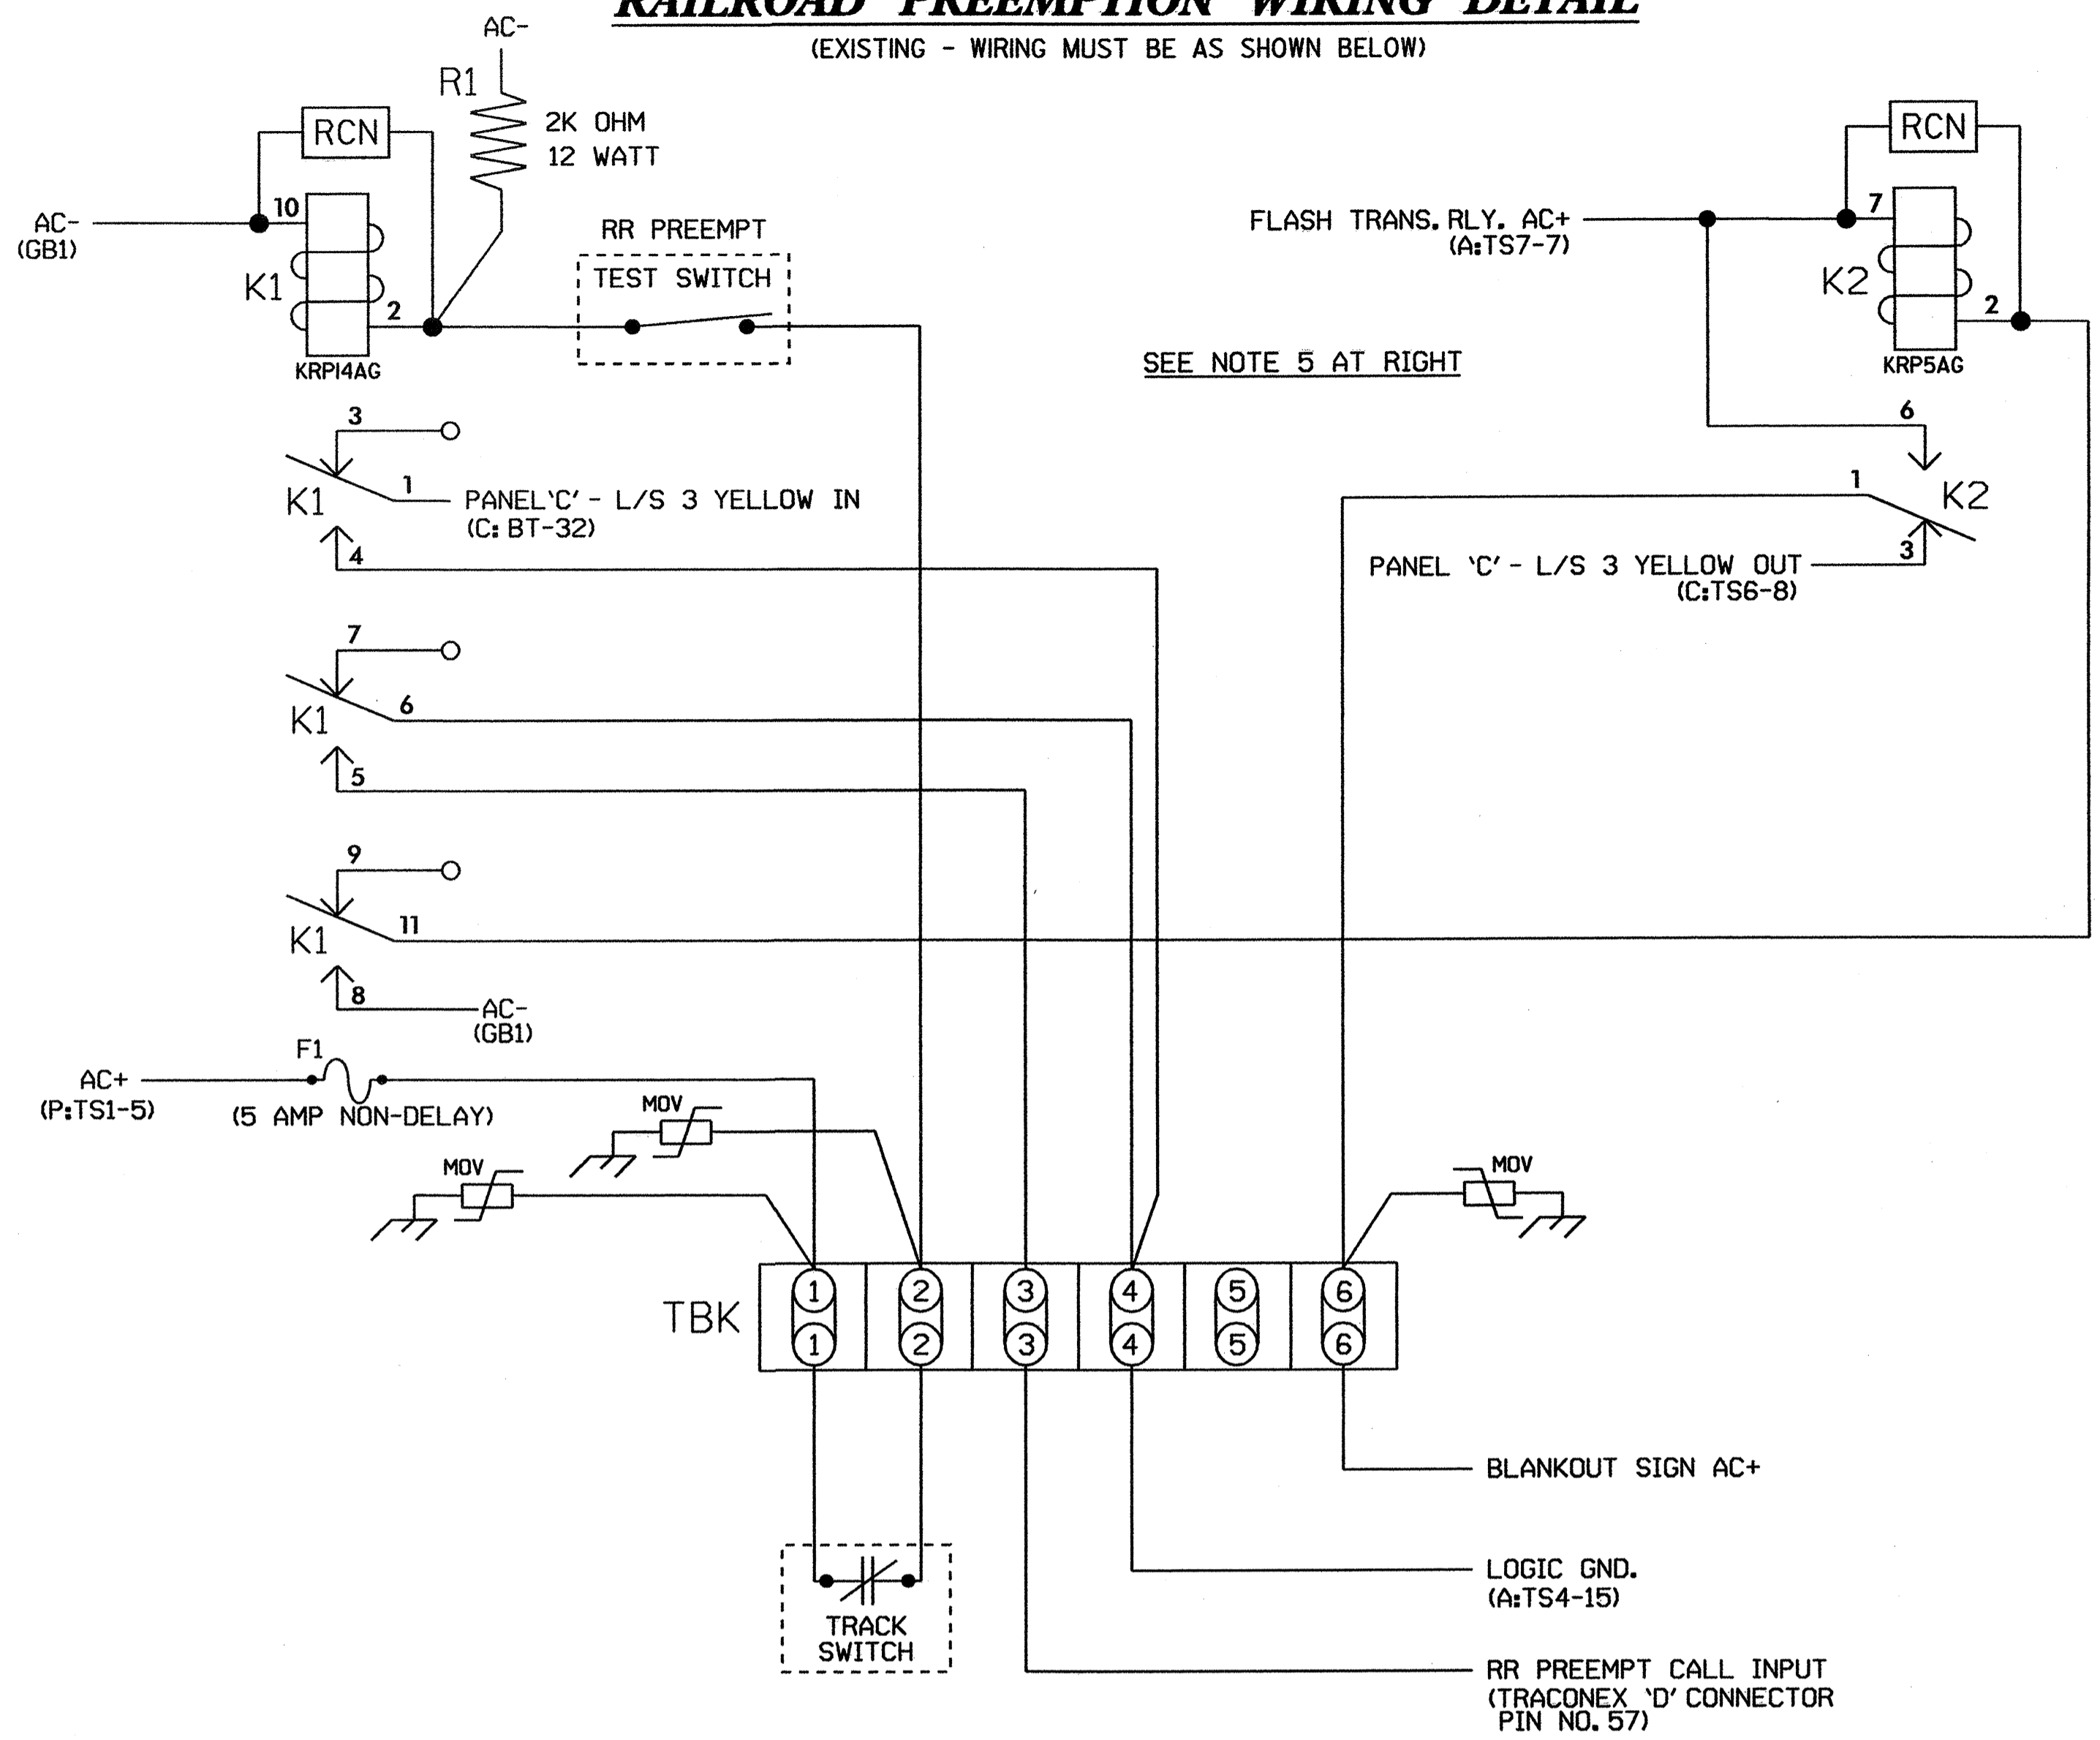 RAILROAD PREEMPTION WIRING DETAIL
(EXISTING - WIRING MUST BE AS SHOWN BELOW)
AC-
R1
2K OHM
12 WATT
RCN
AC-
(GB1)
10
K1
2
KRP14AG
RR PREEMPT
TEST SWITCH
SEE NOTE 5 AT RIGHT
RCN
FLASH TRANS. RLY. AC+
(A:TS7-7)
7
K2
2
KRP5AG
3
K1
1
PANEL 'C' - L/S 3 YELLOW IN
(C: BT-32)
4
6
1
K2
3
PANEL 'C' - L/S 3 YELLOW OUT
(C:TS6-8)
7
K1
6
5
9
K1
11
8
AC-
(GB1)
F1
AC+
(P:TS1-5)
(5 AMP NON-DELAY)
MOV
MOV
MOV
TBK
1 2 3 4 5 6
1 2 3 4 5 6
BLANKOUT SIGN AC+
LOGIC GND.
(A:TS4-15)
TRACK
SWITCH
RR PREEMPT CALL INPUT
(TRACONEX 'D' CONNECTOR
PIN NO. 57)